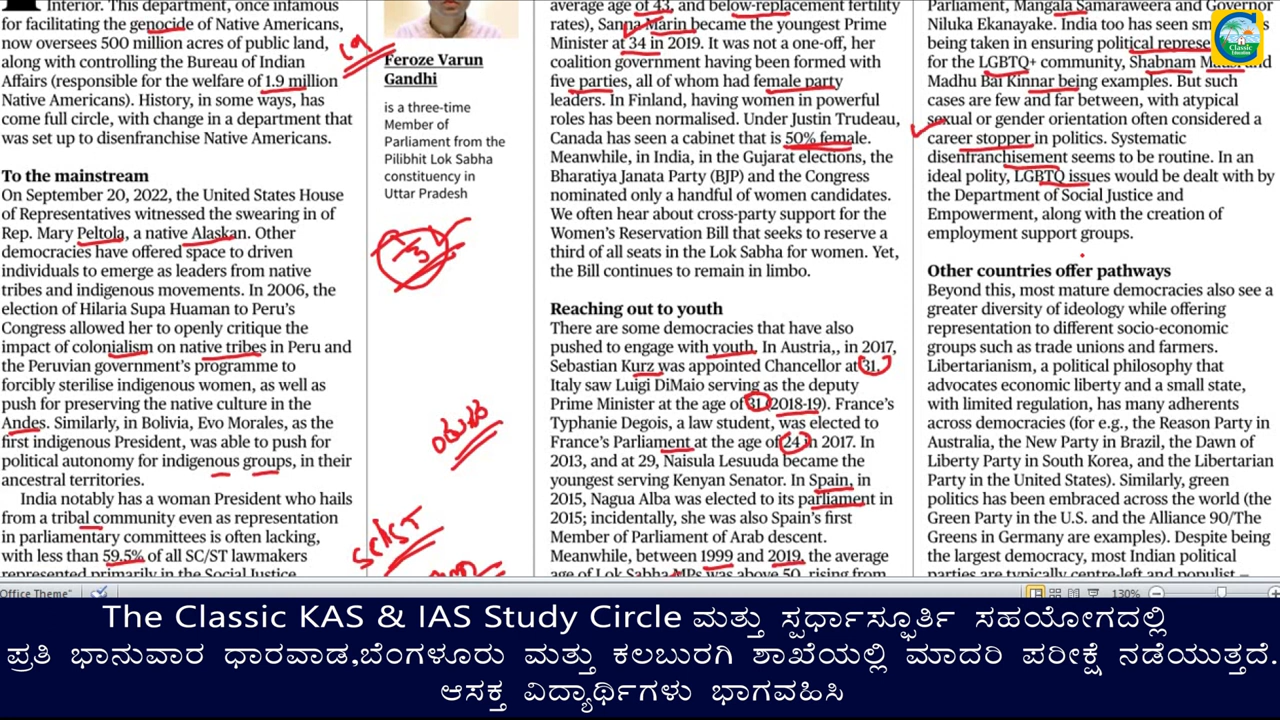 Interior. This department, once infamous
for facilitating the genocide of Native Americans,
now oversees 500 million acres of public land,
along with controlling the Bureau of Indian
Affairs (responsible for the welfare of 1.9 million
Native Americans). History, in some ways, has
come full circle, with change in a department that
was set up to disenfranchise Native Americans.
To the mainstream
On September 20, 2022, the United States House
of Representatives witnessed the swearing in of
Rep. Mary Peltola, a native Alaskan. Other
democracies have offered space to driven
individuals to emerge as leaders from native
tribes and indigenous movements. In 2006, the
election of Hilaria Supa Huaman to Peru's
Congress allowed her to openly critique the
impact of colonialism on native tribes in Peru and
the Peruvian government's programme to
forcibly sterilise indigenous women, as well as
push for preserving the native culture in the
Andes. Similarly, in Bolivia, Evo Morales, as the
first indigenous President, was able to push for
political autonomy for indigenous groups, in their
ancestral territories.
India notably has a woman President who hails
from a tribal community even as representation
in parliamentary committees is often lacking,
with less than 59.5% of all SC/ST lawmakers
represented primarily in the Social Justice
19
Feroze Varun
Gandhi
is a three-time
Member of
Parliament from the
Pilibhit Lok Sabha
constituency in
Uttar Pradesh
SC/ST
average age of 43, and below-replacement fertility
rates), Sanna Marin became the youngest Prime
Minister at 34 in 2019. It was not a one-off, her
coalition government having been formed with
five parties, all of whom had female party
leaders. In Finland, having women in powerful
roles has been normalised. Under Justin Trudeau,
Canada has seen a cabinet that is 50% female.
Meanwhile, in India, in the Gujarat elections, the
Bharatiya Janata Party (BJP) and the Congress
nominated only a handful of women candidates.
We often hear about cross-party support for the
Women's Reservation Bill that seeks to reserve a
third of all seats in the Lok Sabha for women. Yet,
the Bill continues to remain in limbo.
Reaching out to youth
There are some democracies that have also
pushed to engage with youth. In Austria,, in 2017,
Sebastian Kurz was appointed Chancellor at 31.
Italy saw Luigi DiMaio serving as the deputy
Prime Minister at the age of 31 (2018-19). France's
Typhanie Degois, a law student, was elected to
France's Parliament at the age of 24 in 2017. In
2013, and at 29, Naisula Lesuuda became the
youngest serving Kenyan Senator. In Spain, in
2015, Nagua Alba was elected to its parliament in
2015; incidentally, she was also Spain's first
Member of Parliament of Arab descent.
Meanwhile, between 1999 and 2019, the average
age of Lok Sabha MPs was above 50, rising from
Parliament, Mangala Samaraweera and Governor
Niluka Ekanayake. India too has seen
being taken in ensuring political
for the LGBTQ+ community, Shabnam Mausi and
Madhu Bai Kinnar being examples. But such
cases are few and far between, with atypical
sexual or gender orientation often considered a
career stopper in politics. Systematic
disenfranchisement seems to be routine. In an
ideal polity, LGBTQ issues would be dealt with by
the Department of Social Justice and
Empowerment, along with the creation of
employment support groups.
Other countries offer pathways
Beyond this, most mature democracies also see a
greater diversity of ideology while offering
representation to different socio-economic
groups such as trade unions and farmers.
Libertarianism, a political philosophy that
advocates economic liberty and a small state,
with limited regulation, has many adherents
across democracies (for e.g., the Reason Party in
Australia, the New Party in Brazil, the Dawn of
Liberty Party in South Korea, and the Libertarian
Party in the United States). Similarly, green
politics has been embraced across the world (the
Green Party in the U.S. and the Alliance 90/The
Greens in Germany are examples). Despite being
the largest democracy, most Indian political
parties are typically centre-left and populist –
Classic
Education
Office Theme"
130%
The Classic KAS & IAS Study Circle ಮತ್ತು ಸ್ಪರ್ಧಾಸ್ಫೂರ್ತಿ ಸಹಯೋಗದಲ್ಲಿ
ಪ್ರತಿ ಭಾನುವಾರ ಧಾರವಾಡ,ಬೆಂಗಳೂರು ಮತ್ತು ಕಲಬುರಗಿ ಶಾಖೆಯಲ್ಲಿ ಮಾದರಿ ಪರೀಕ್ಷೆ ನಡೆಯುತ್ತದೆ.
ಆಸಕ್ತ ವಿದ್ಯಾರ್ಥಿಗಳು ಭಾಗವಹಿಸಿ